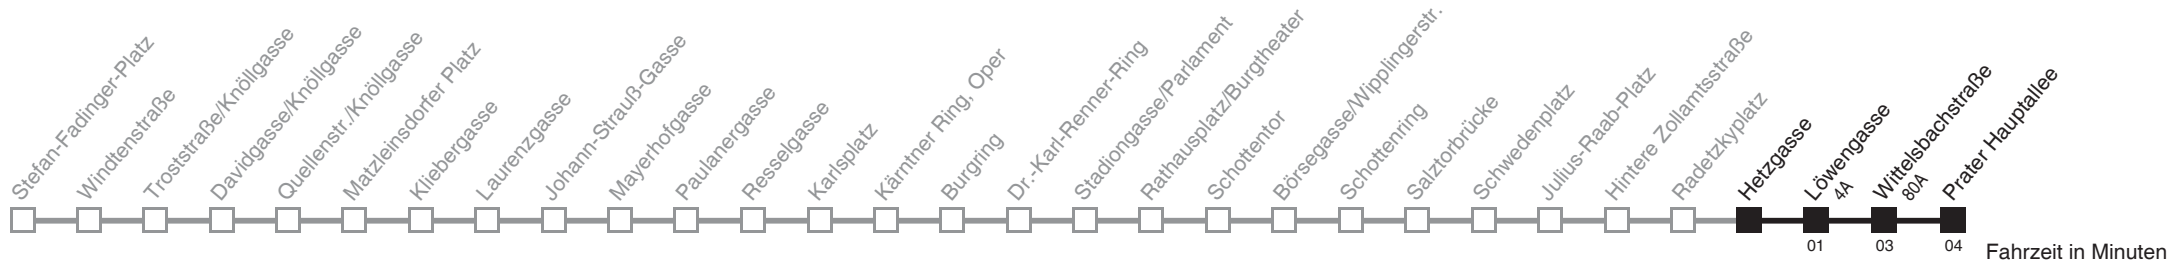 Stefan-Fadinger-Platz
Windtenstraße
Troststraße/Knöllgasse
Davidgasse/Knöllgasse
Quellenstr./Knöllgasse
Matzleinsdorfer Platz
Kliebergasse
Laurenzgasse
Johann-Strauß-Gasse
Mayerhofgasse
Paulanergasse
Resselgasse
Karlsplatz
Kärntner Ring, Oper
Burgring
Dr.-Karl-Renner-Ring
Stadiongasse/Parlament
Rathausplatz/Burgtheater
Schottentor
Börsegasse/Wipplingerstr.
Schottenring
Salztorbrücke
Schwedenplatz
Julius-Raab-Platz
Hintere Zollamtsstraße
Radetzkyplatz
Hetzgasse
Löwengasse
4A
Wittelsbachstraße
80A
Prater Hauptallee
01
03
04
Fahrzeit in Minuten